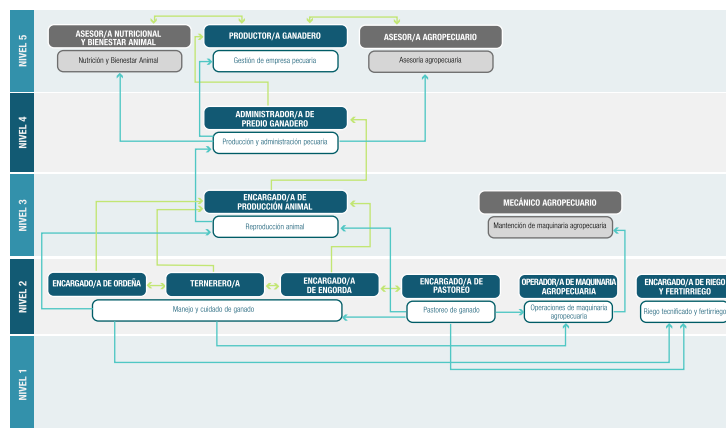 NIVEL 5
ASESOR/A NUTRICIONAL
Y BIENESTAR ANIMAL
Nutrición y Bienestar Animal
PRODUCTOR/A GANADERO
Gestión de empresa pecuaria
ASESOR/A AGROPECUARIO
Asesoría agropecuaria
NIVEL 4
ADMINISTRADOR/A DE
PREDIO GANADERO
Producción y administración pecuaria
NIVEL 3
ENCARGADO/A DE
PRODUCCIÓN ANIMAL
Reproducción animal
MECÁNICO AGROPECUARIO
Mantención de maquinaria agropecuaria
NIVEL 2
ENCARGADO/A DE ORDEÑA
TERNERERO/A
ENCARGADO/A
DE ENGORDA
Manejo y cuidado de ganado
ENCARGADO/A DE
PASTOREO
Pastoreo de ganado
OPERADOR/A DE MAQUINARIA
AGROPECUARIA
Operaciones de maquinaria
agropecuaria
ENCARGADO/A DE RIEGO
Y FERTIRRIEGO
Riego tecnificado y fertirriego
NIVEL 1